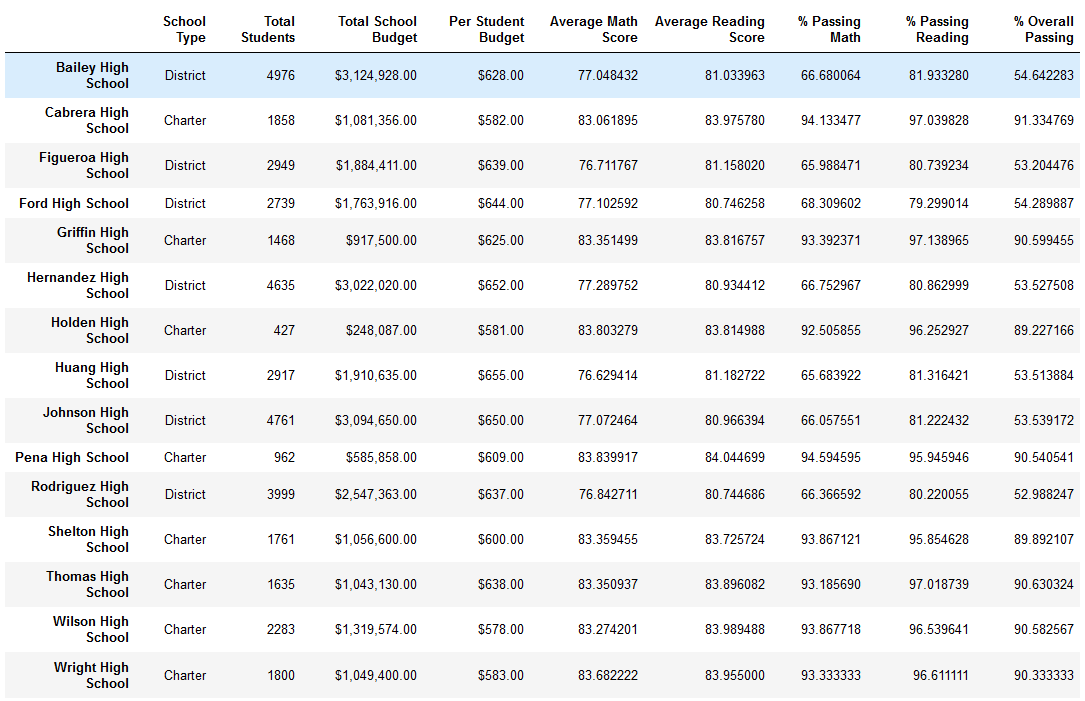 School Type Total Students Total School Budget Per Student Budget Average Math Score Average Reading Score % Passing Math % Passing Reading % Overall Passing
Bailey High School District 4976 $3,124,928.00 $628.00 77.048432 81.033963 66.680064 81.933280 54.642283
Cabrera High School Charter 1858 $1,081,356.00 $582.00 83.061895 83.975780 94.133477 97.039828 91.334769
Figueroa High School District 2949 $1,884,411.00 $639.00 76.711767 81.158020 65.988471 80.739234 53.204476
Ford High School District 2739 $1,763,916.00 $644.00 77.102592 80.746258 68.309602 79.299014 54.289887
Griffin High School Charter 1468 $917,500.00 $625.00 83.351499 83.816757 93.392371 97.138965 90.599455
Hernandez High School District 4635 $3,022,020.00 $652.00 77.289752 80.934412 66.752967 80.862999 53.527508
Holden High School Charter 427 $248,087.00 $581.00 83.803279 83.814988 92.505855 96.252927 89.227166
Huang High School District 2917 $1,910,635.00 $655.00 76.629414 81.182722 65.683922 81.316421 53.513884
Johnson High School District 4761 $3,094,650.00 $650.00 77.072464 80.966394 66.057551 81.222432 53.539172
Pena High School Charter 962 $585,858.00 $609.00 83.839917 84.044699 94.594595 95.945946 90.540541
Rodriguez High School District 3999 $2,547,363.00 $637.00 76.842711 80.744686 66.366592 80.220055 52.988247
Shelton High School Charter 1761 $1,056,600.00 $600.00 83.359455 83.725724 93.867121 95.854628 89.892107
Thomas High School Charter 1635 $1,043,130.00 $638.00 83.350937 83.896082 93.185690 97.018739 90.630324
Wilson High School Charter 2283 $1,319,574.00 $578.00 83.274201 83.989488 93.867718 96.539641 90.582567
Wright High School Charter 1800 $1,049,400.00 $583.00 83.682222 83.955000 93.333333 96.611111 90.333333